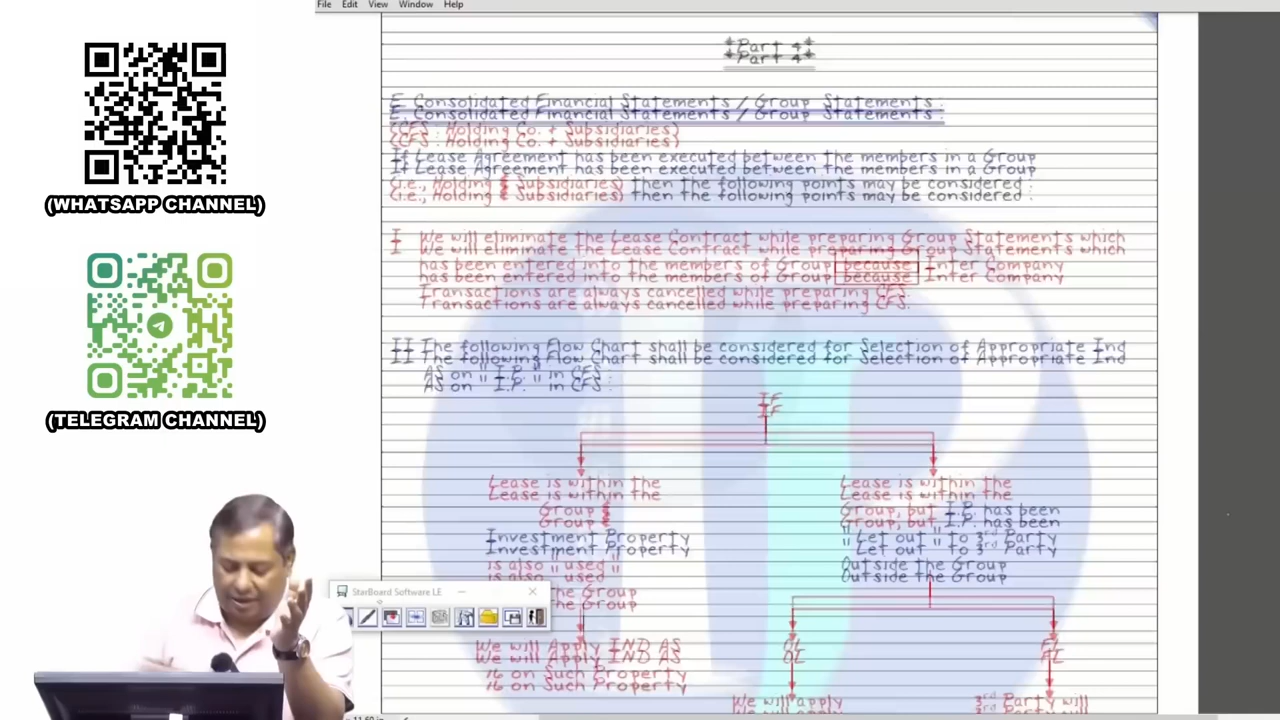 File Edit View Window Help
(WHATSAPP CHANNEL)
(TELEGRAM CHANNEL)
*Part 4*
E. Consolidated Financial Statements / Group Statements :
{CFS : Holding Co. + Subsidiaries}
If Lease Agreement has been executed between the members in a Group
(i.e., Holding & Subsidiaries) then the following points may be considered :
I We will eliminate the Lease Contract while preparing Group Statements which
has been entered into the members of Group because Inter Company
Transactions are always cancelled while preparing CFS.
II The following Flow Chart shall be considered for Selection of Appropriate Ind
AS on " I.P. " in CFS :
IF
Lease is within the
Group &
Investment Property
is also " used "
the Group
We will Apply IND AS
16 on Such Property
Lease is within the
Group, but I.P. has been
" Let out " to 3rd Party
Outside the Group
OL
FL
We will apply
3rd Party will
StarBoard Software LE